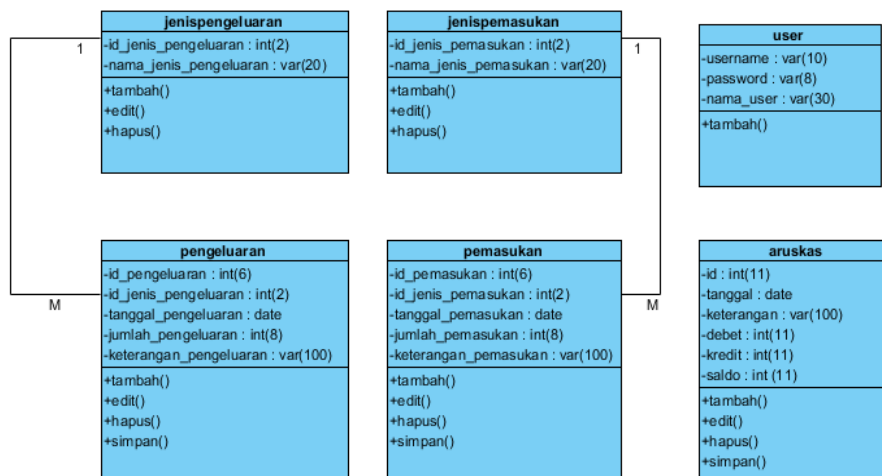 jenispengeluaran
-id_jenis_pengeluaran : int(2)
-nama_jenis_pengeluaran : var(20)
+tambah()
+edit()
+hapus()
1
jenispemasukan
-id_jenis_pemasukan : int(2)
-nama_jenis_pemasukan : var(20)
+tambah()
+edit()
+hapus()
1
user
-username : var(10)
-password : var(8)
-nama_user : var(30)
+tambah()
pengeluaran
-id_pengeluaran : int(6)
-id_jenis_pengeluaran : int(2)
-tanggal_pengeluaran : date
-jumlah_pengeluaran : int(8)
-keterangan_pengeluaran : var(100)
+tambah()
+edit()
+hapus()
+simpan()
M
pemasukan
-id_pemasukan : int(6)
-id_jenis_pemasukan : int(2)
-tanggal_pemasukan : date
-jumlah_pemasukan : int(8)
-keterangan_pemasukan : var(100)
+tambah()
+edit()
+hapus()
+simpan()
M
aruskas
-id : int(11)
-tanggal : date
-keterangan : var(100)
-debet : int(11)
-kredit : int(11)
-saldo : int (11)
+tambah()
+edit()
+hapus()
+simpan()